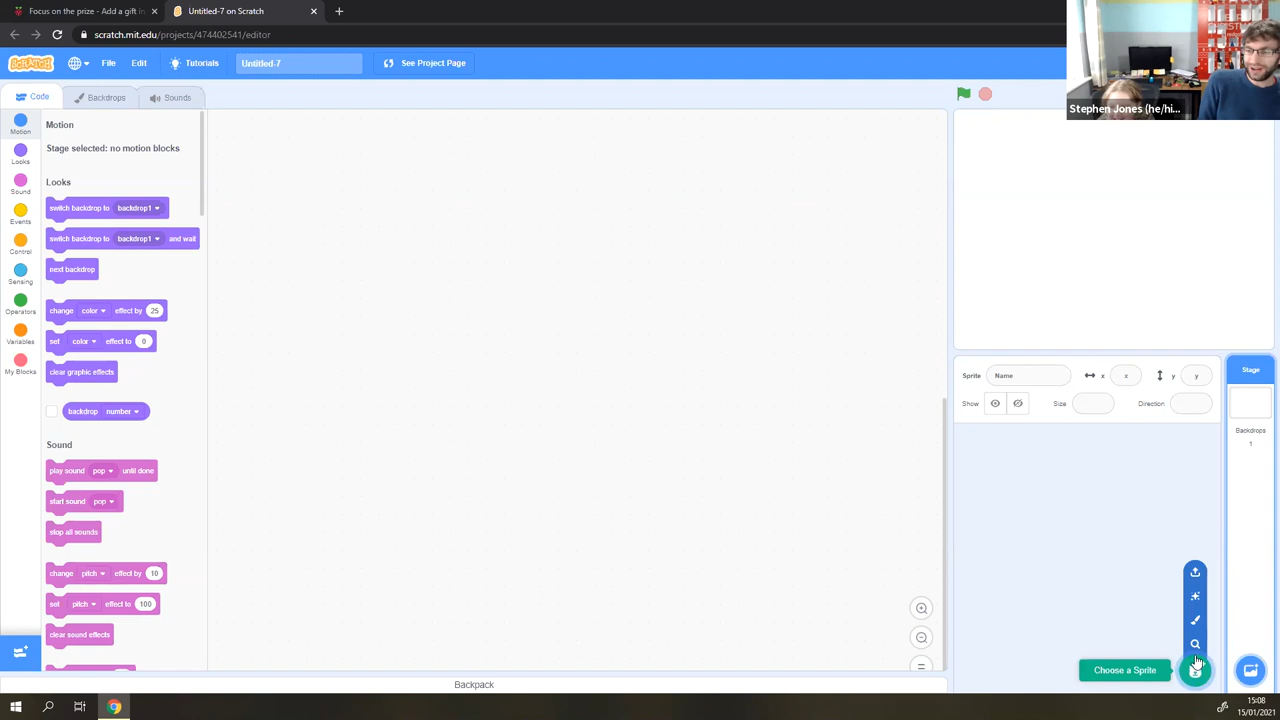 Focus on the prize - Add a gift in
Untitled-7 on Scratch
scratch.mit.edu/projects/474402541/editor
SCRATCH
File
Edit
Tutorials
Untitled-7
See Project Page
Stephen Jones (he/hi...
Code
Backdrops
Sounds
Motion
Looks
Sound
Events
Control
Sensing
Operators
Variables
My Blocks
Motion
Stage selected: no motion blocks
Looks
switch backdrop to backdrop1
switch backdrop to backdrop1 and wait
next backdrop
change color effect by 25
set color effect to 0
clear graphic effects
backdrop number
Sound
play sound pop until done
start sound pop
stop all sounds
change pitch effect by 10
set pitch effect to 100
clear sound effects
Sprite Name x x y y
Show Size Direction
Stage
Backdrops
1
Choose a Sprite
Backpack
15:08
15/01/2021